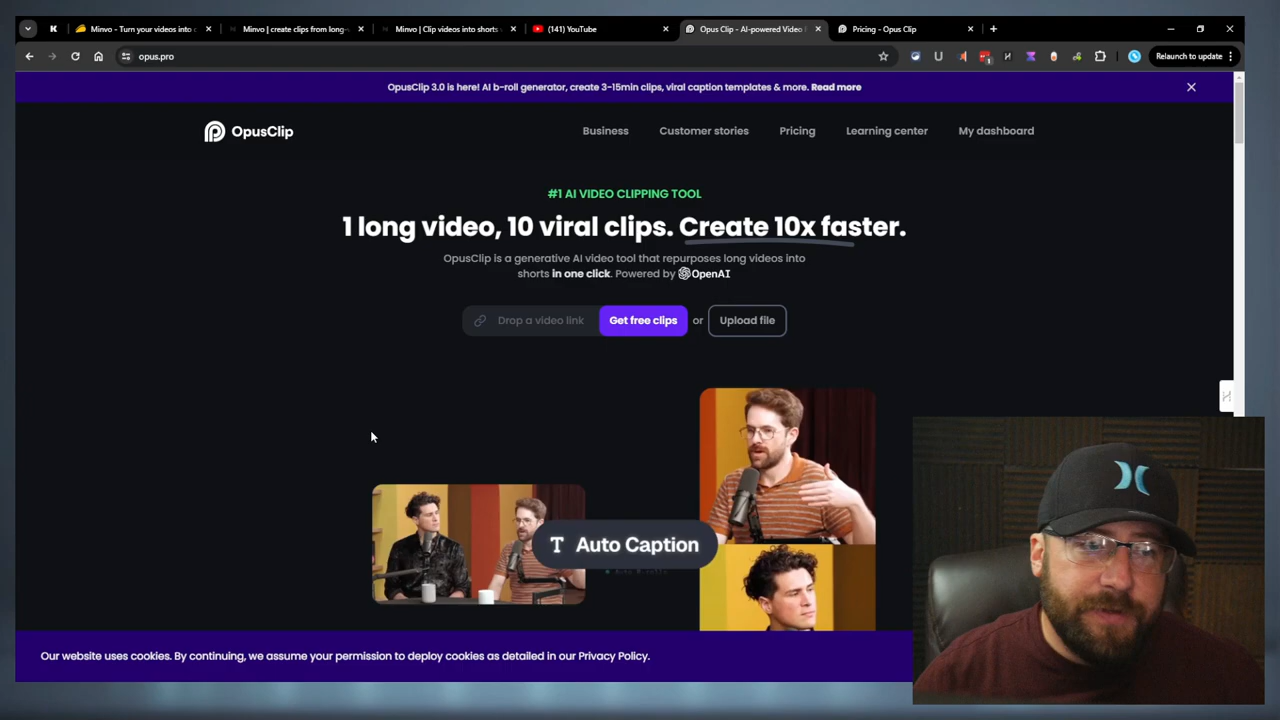 Minvo - Turn your videos into c
Minvo | create clips from long-
Minvo | Clip videos into shorts
(141) YouTube
Opus Clip - AI-powered Video
Pricing - Opus Clip
opus.pro
Relaunch to update
OpusClip 3.0 is here! AI b-roll generator, create 3-15min clips, viral caption templates & more. Read more
OpusClip
Business
Customer stories
Pricing
Learning center
My dashboard
#1 AI VIDEO CLIPPING TOOL
1 long video, 10 viral clips. Create 10x faster.
OpusClip is a generative AI video tool that repurposes long videos into
shorts in one click. Powered by OpenAI
Drop a video link
Get free clips
or
Upload file
T Auto Caption
Our website uses cookies. By continuing, we assume your permission to deploy cookies as detailed in our Privacy Policy.